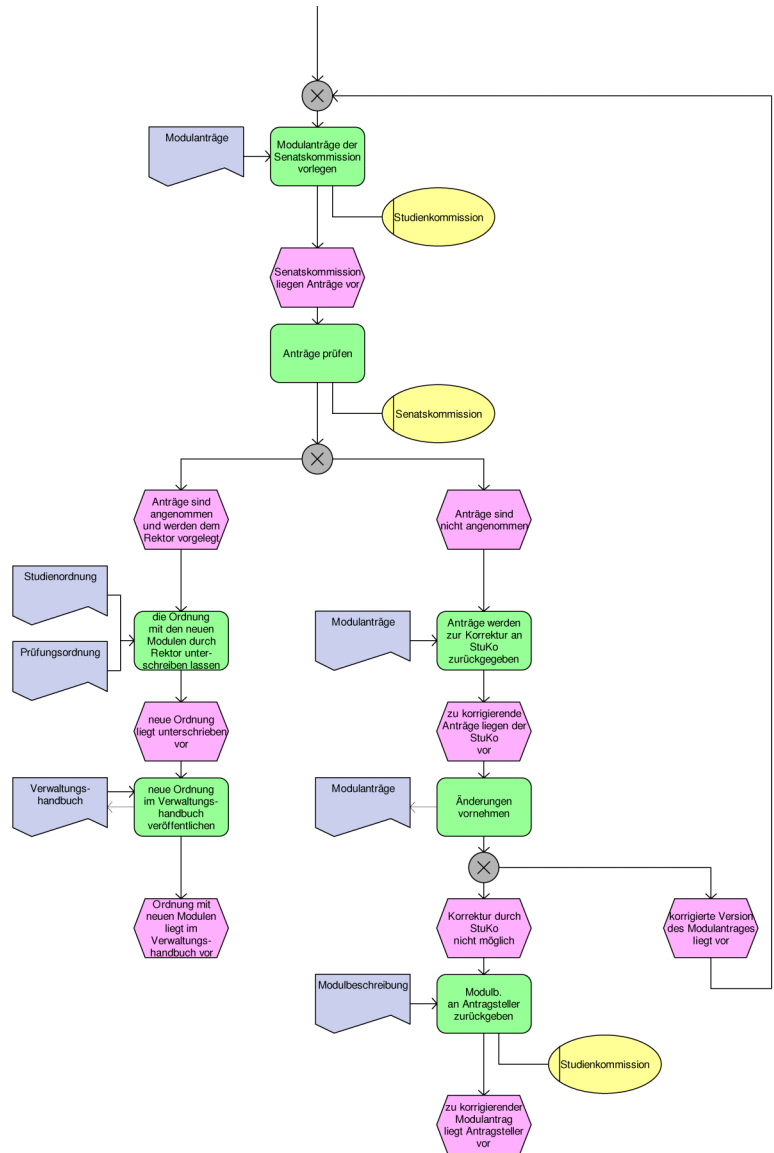 Modulanträge
Modulanträge der
Senatskommission
vorlegen
Studienkommission
Senatskommission
liegen Anträge vor
Anträge prüfen
Senatskommission
Anträge sind
angenommen
und werden dem
Rektor vorgelegt
Anträge sind
nicht angenommen
Studienordnung
Prüfungsordnung
die Ordnung
mit den neuen
Modulen durch
Rektor unter-
schreiben lassen
Modulanträge
Anträge werden
zur Korrektur an
StuKo
zurückgegeben
neue Ordnung
liegt unterschrieben
vor
zu korrigierende
Anträge liegen der
StuKo
vor
Verwaltungs-
handbuch
neue Ordnung
im Verwaltungs-
handbuch
veröffentlichen
Modulanträge
Änderungen
vornehmen
Ordnung mit
neuen Modulen
liegt im
Verwaltungs-
handbuch vor
Korrektur durch
StuKo
nicht möglich
korrigierte Version
des Modulantrages
liegt vor
Modulbeschreibung
Modulb.
an Antragsteller
zurückgeben
Studienkommission
zu korrigierender
Modulantrag
liegt Antragsteller
vor